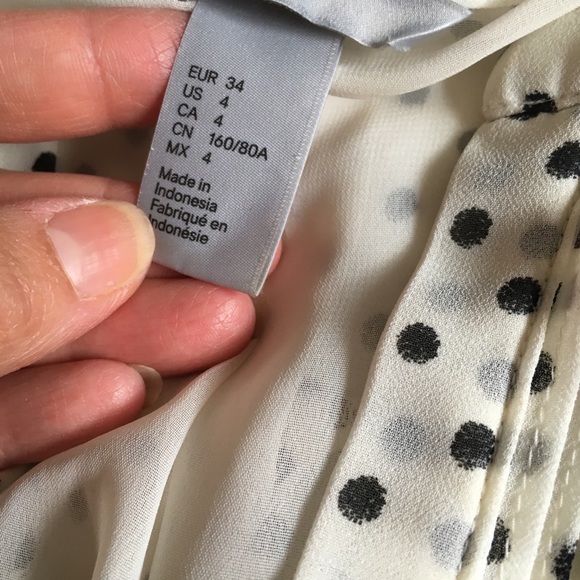 EUR 34
US 4
CA 4
CN 160/80A
MX 4
Made in
Indonesia
Fabriqué en
Indonésie